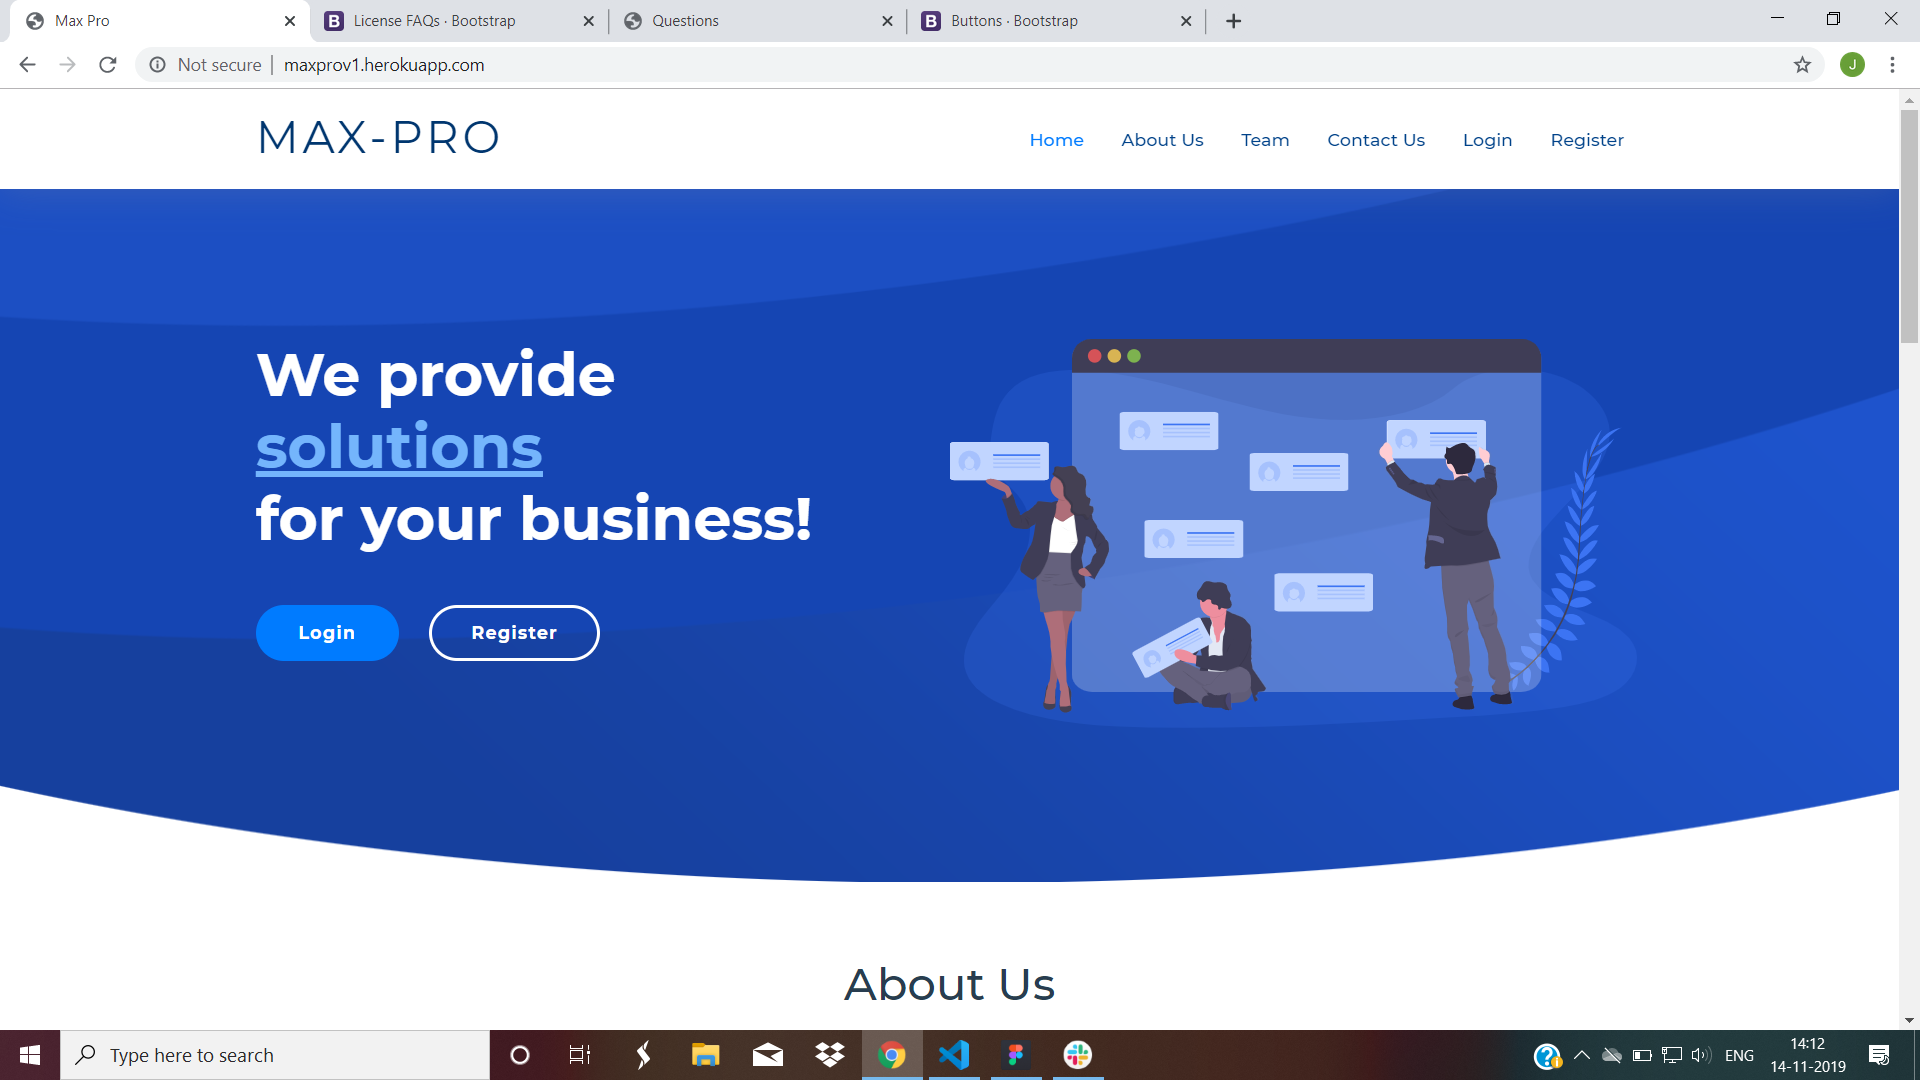 Max Pro
License FAQs · Bootstrap
Questions
Buttons · Bootstrap
Not secure
maxprov1.herokuapp.com
J
MAX-PRO
Home
About Us
Team
Contact Us
Login
Register
We provide
solutions
for your business!
Login
Register
About Us
Type here to search
ENG
14:12
14-11-2019